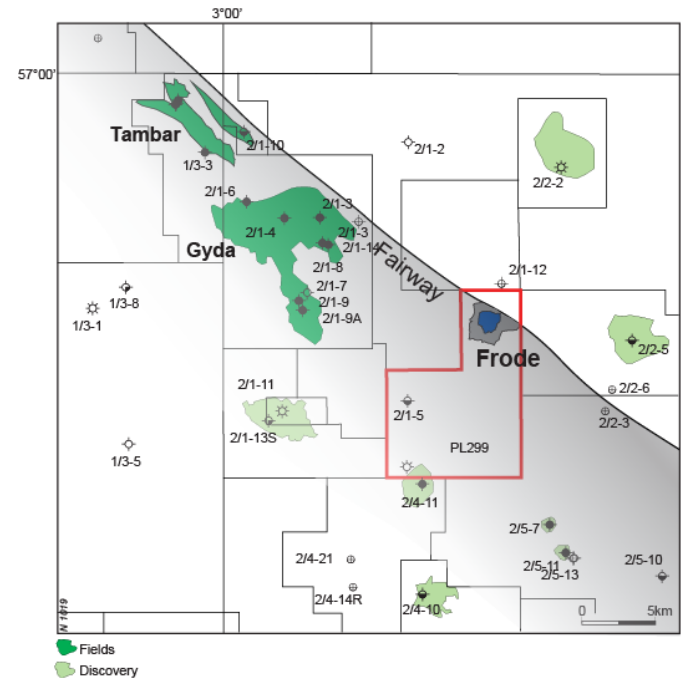 3°00'
57°00'
Tambar
2/1-10
2/1-2
1/3-3
2/2-2
2/1-6
2/1-3
2/1-4
2/1-3
2/1-14
Gyda
Fairway
2/1-8
2/1-12
2/1-7
1/3-8
2/1-9
2/1-9A
1/3-1
2/2-5
Frode
2/1-11
2/2-6
2/1-5
2/2-3
2/1-13S
PL299
1/3-5
2/4-11
2/5-7
2/4-21
2/5-11
2/5-10
2/5-13
2/4-14R
2/4-10
0 5km
N 1019
Fields
Discovery